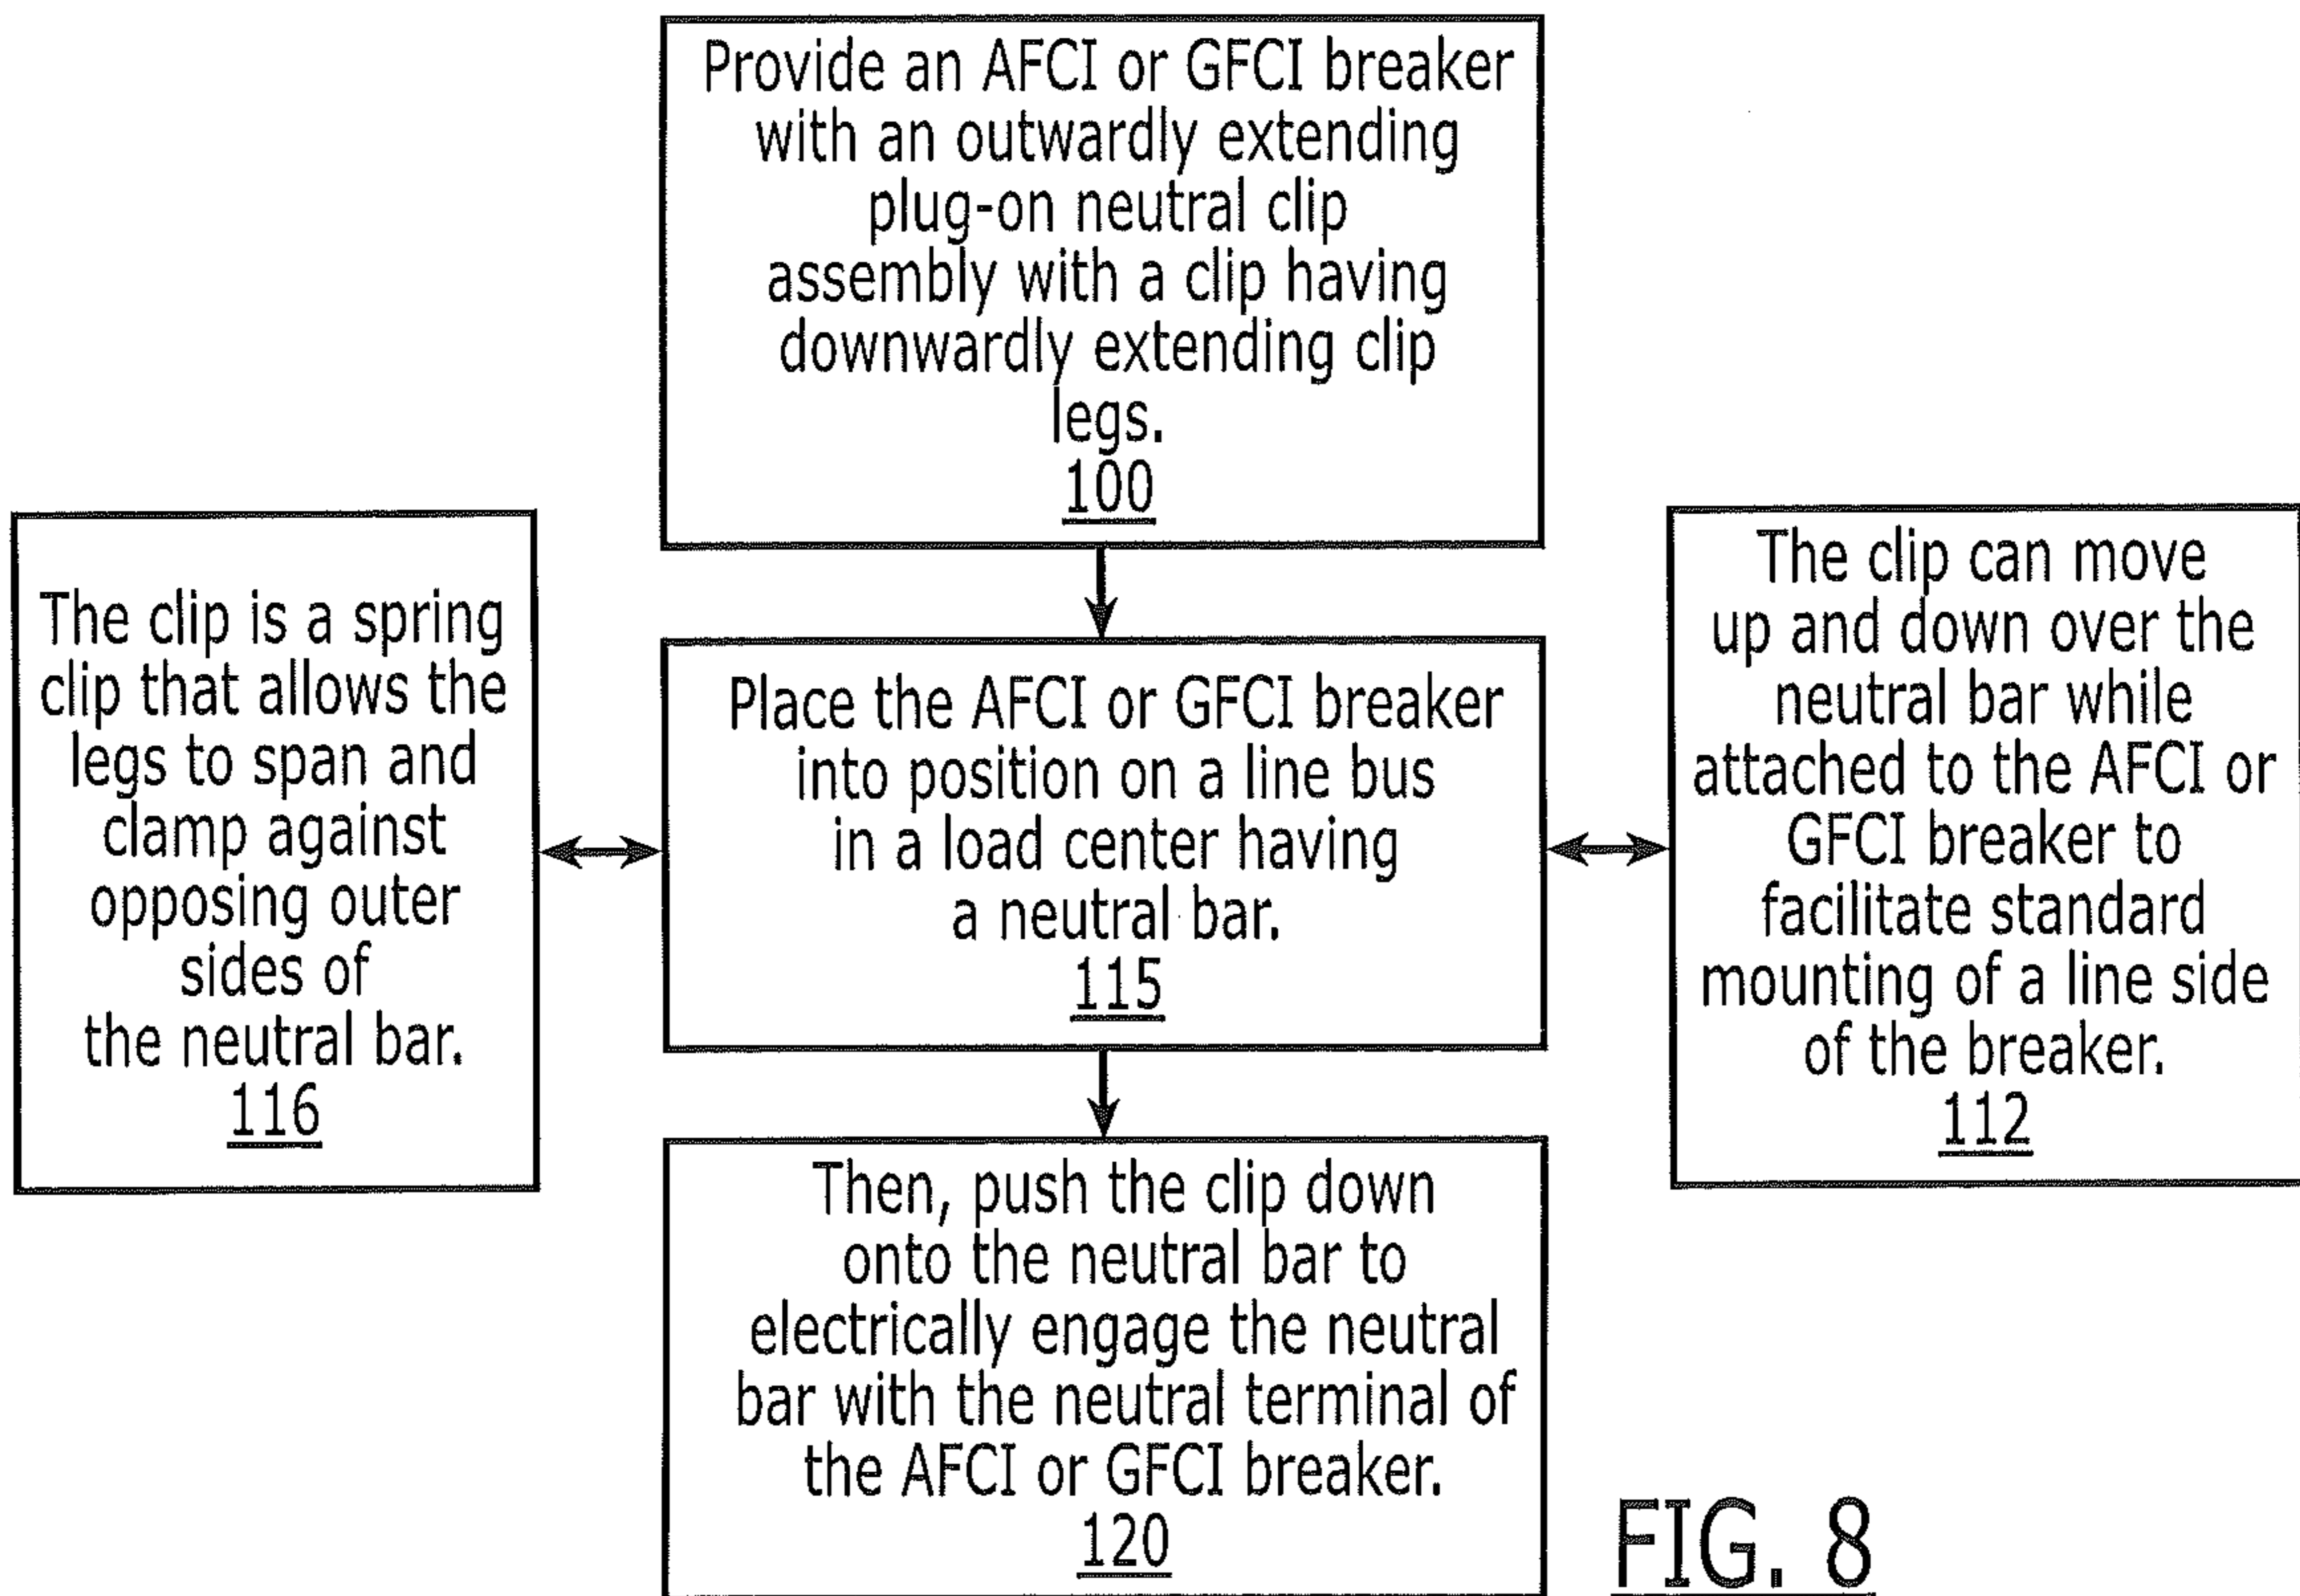 Provide an AFCI or GFCI breaker
with an outwardly extending
plug-on neutral clip
assembly with a clip having
downwardly extending clip
legs.
100
The clip is a spring
clip that allows the
legs to span and
clamp against
opposing outer
sides of
the neutral bar.
116
Place the AFCI or GFCI breaker
into position on a line bus
in a load center having
a neutral bar.
115
The clip can move
up and down over the
neutral bar while
attached to the AFCI or
GFCI breaker to
facilitate standard
mounting of a line side
of the breaker.
112
Then, push the clip down
onto the neutral bar to
electrically engage the neutral
bar with the neutral terminal of
the AFCI or GFCI breaker.
120
FIG. 8